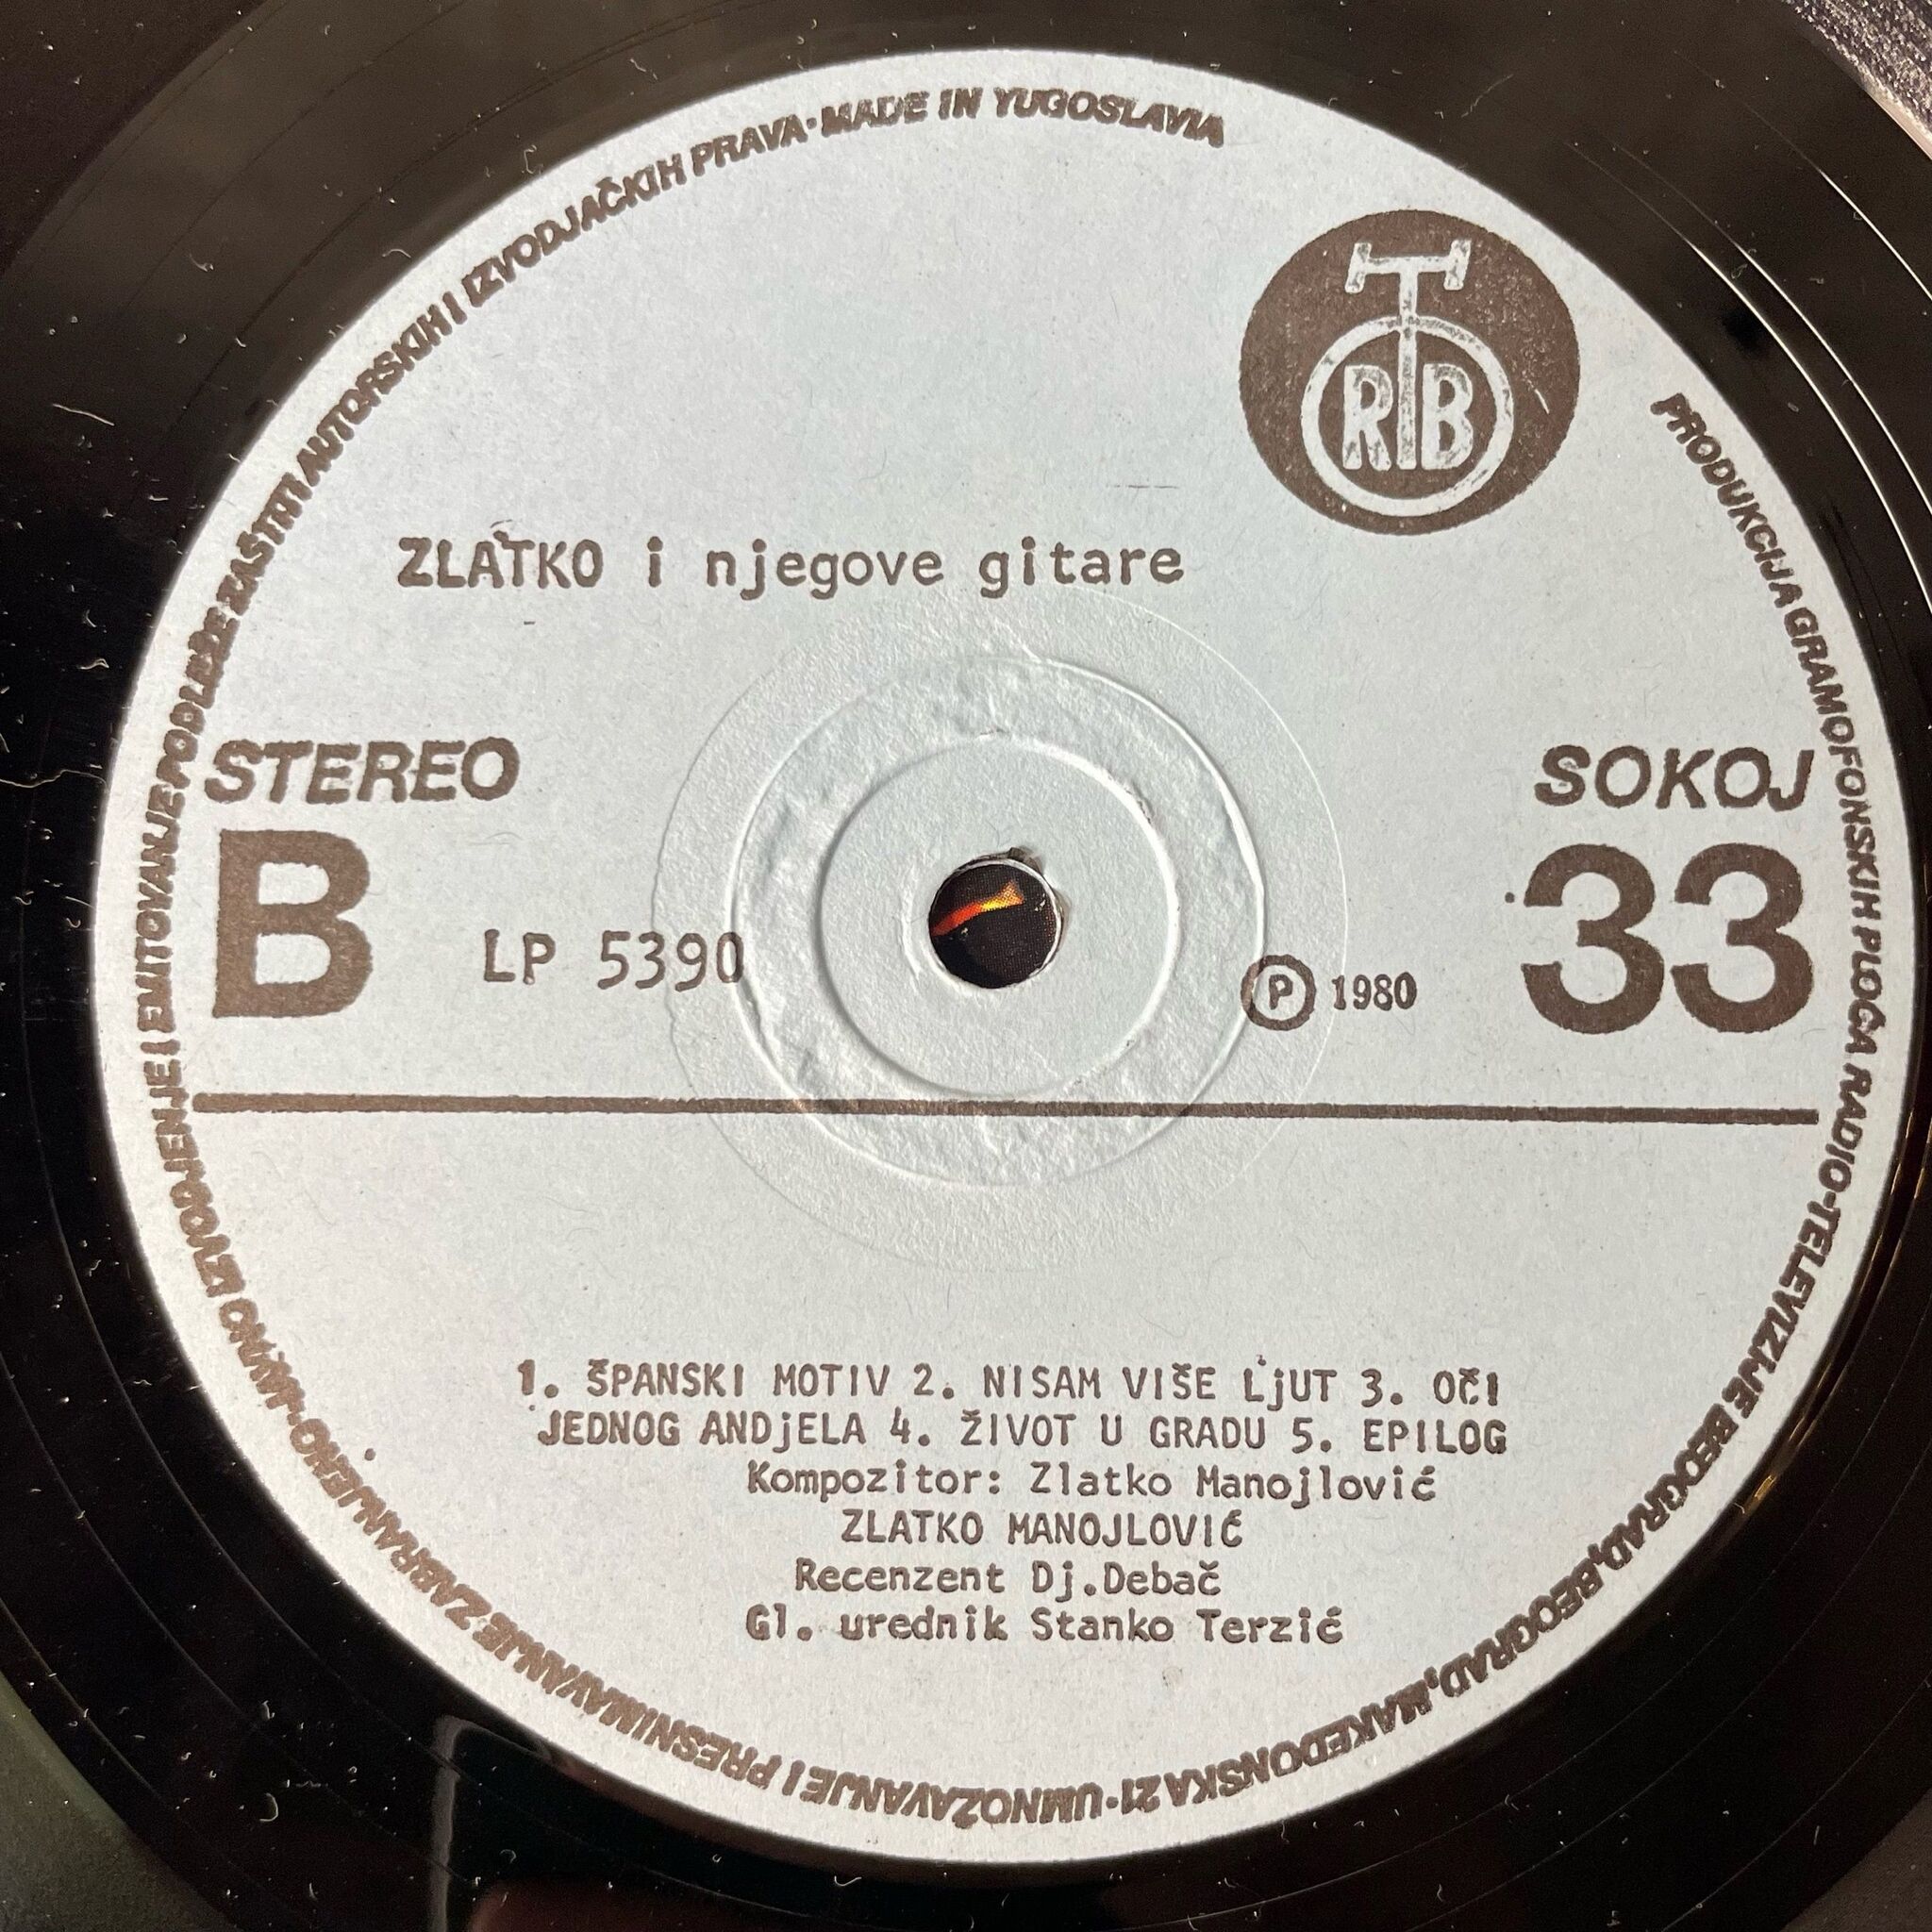 PRODUKCIJA GRAMOFONSKIH PLOČA RADIO-TELEVIZIJE BEOGRAD, BEOGRAD, MAKEDONSKA 21·UMNOŽAVANJE I PRESNIMAVANJE ZABRANJENO·JAVNO IZVODJENJE I EMITOVANJE PODLEŽE ZAŠTITI AUTORSKIH I IZVODJAČKIH PRAVA·MADE IN YUGOSLAVIA
RTB
ZLATKO i njegove gitare
STEREO
SOKOJ
B
LP 5390
Ⓟ 1980
33
1. ŠPANSKI MOTIV 2. NISAM VIŠE LjUT 3. OČI
JEDNOG ANDjELA 4. ŽIVOT U GRADU 5. EPILOG
Kompozitor: Zlatko Manojlović
ZLATKO MANOJLOVIĆ
Recenzent Dj.Debač
Gl. urednik Stanko Terzić